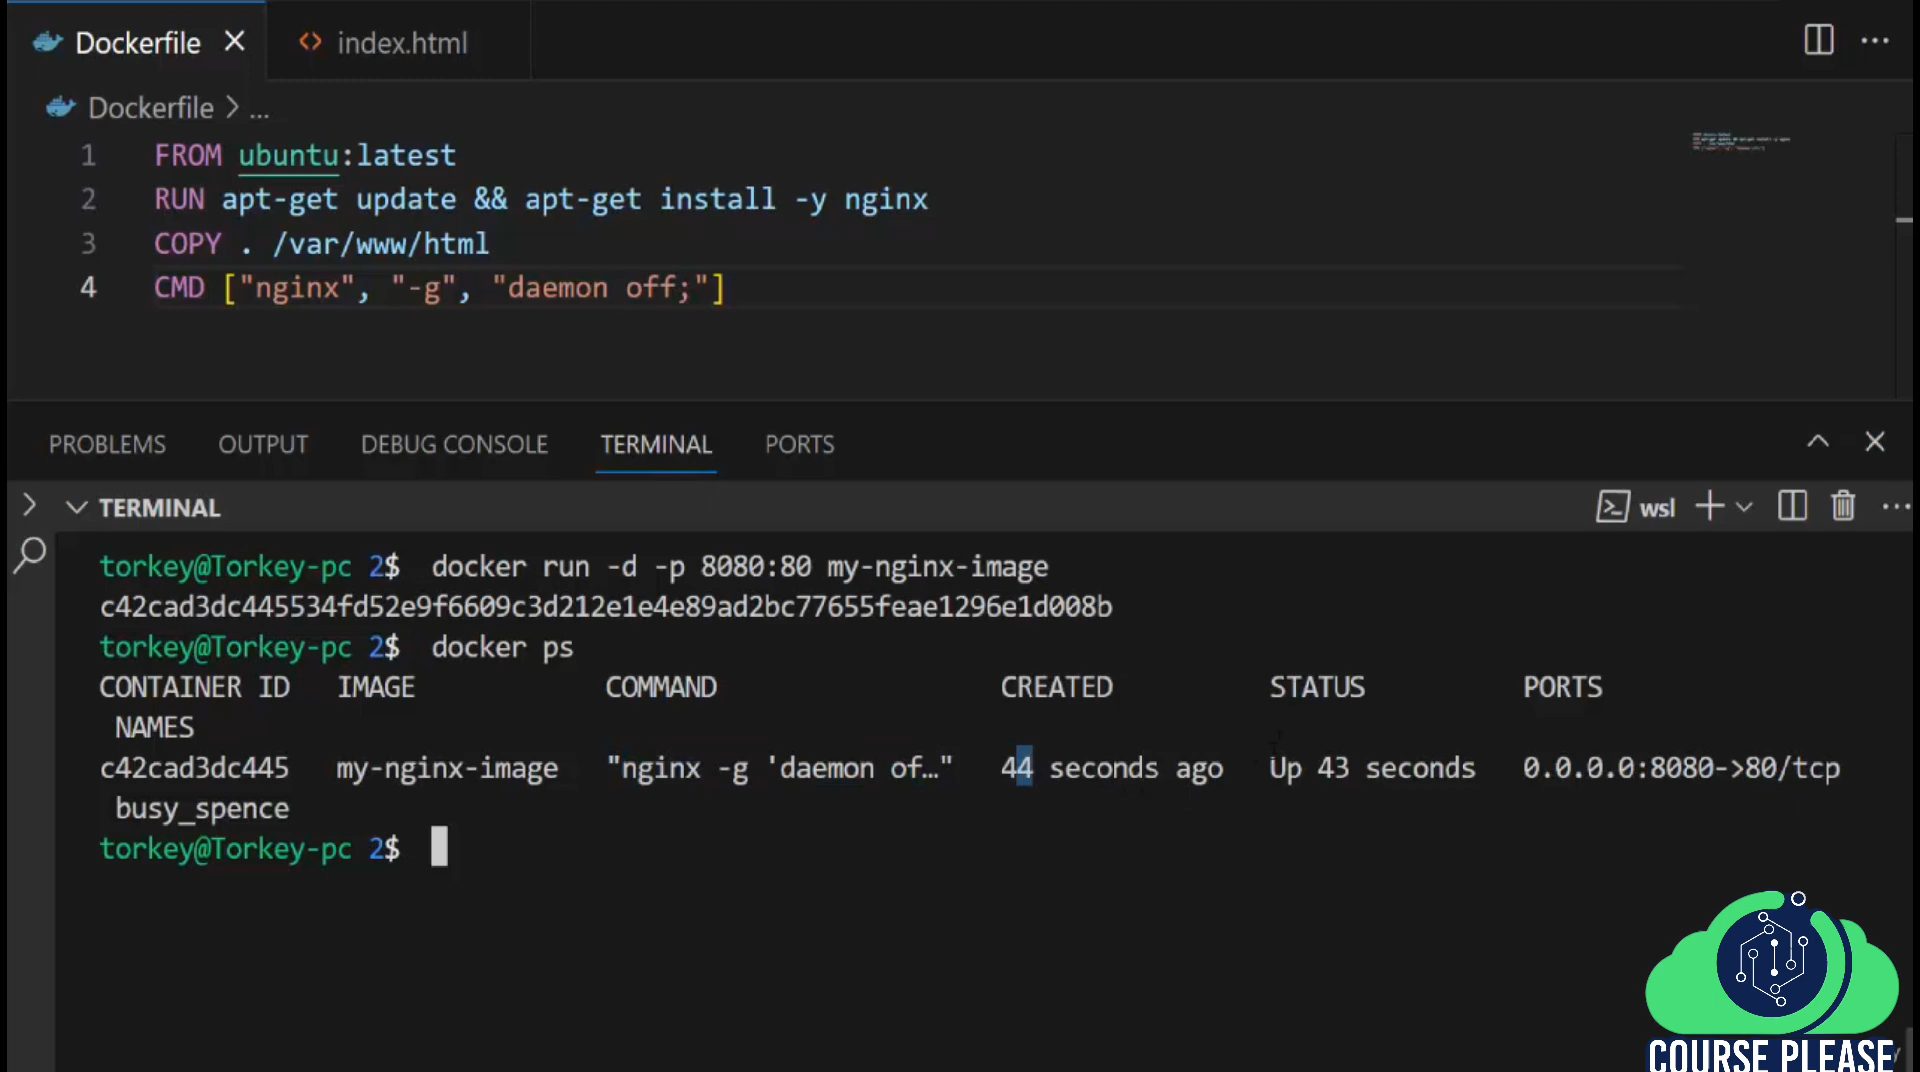 Dockerfile index.html
Dockerfile > ...
1 FROM ubuntu:latest
2 RUN apt-get update && apt-get install -y nginx
3 COPY . /var/www/html
4 CMD ["nginx", "-g", "daemon off;"]
PROBLEMS OUTPUT DEBUG CONSOLE TERMINAL PORTS
TERMINAL wsl
torkey@Torkey-pc 2$ docker run -d -p 8080:80 my-nginx-image
c42cad3dc445534fd52e9f6609c3d212e1e4e89ad2bc77655feae1296e1d008b
torkey@Torkey-pc 2$ docker ps
CONTAINER ID IMAGE COMMAND CREATED STATUS PORTS
NAMES
c42cad3dc445 my-nginx-image "nginx -g 'daemon of…" 44 seconds ago Up 43 seconds 0.0.0.0:8080->80/tcp
busy_spence
torkey@Torkey-pc 2$
COURSE PLEASE